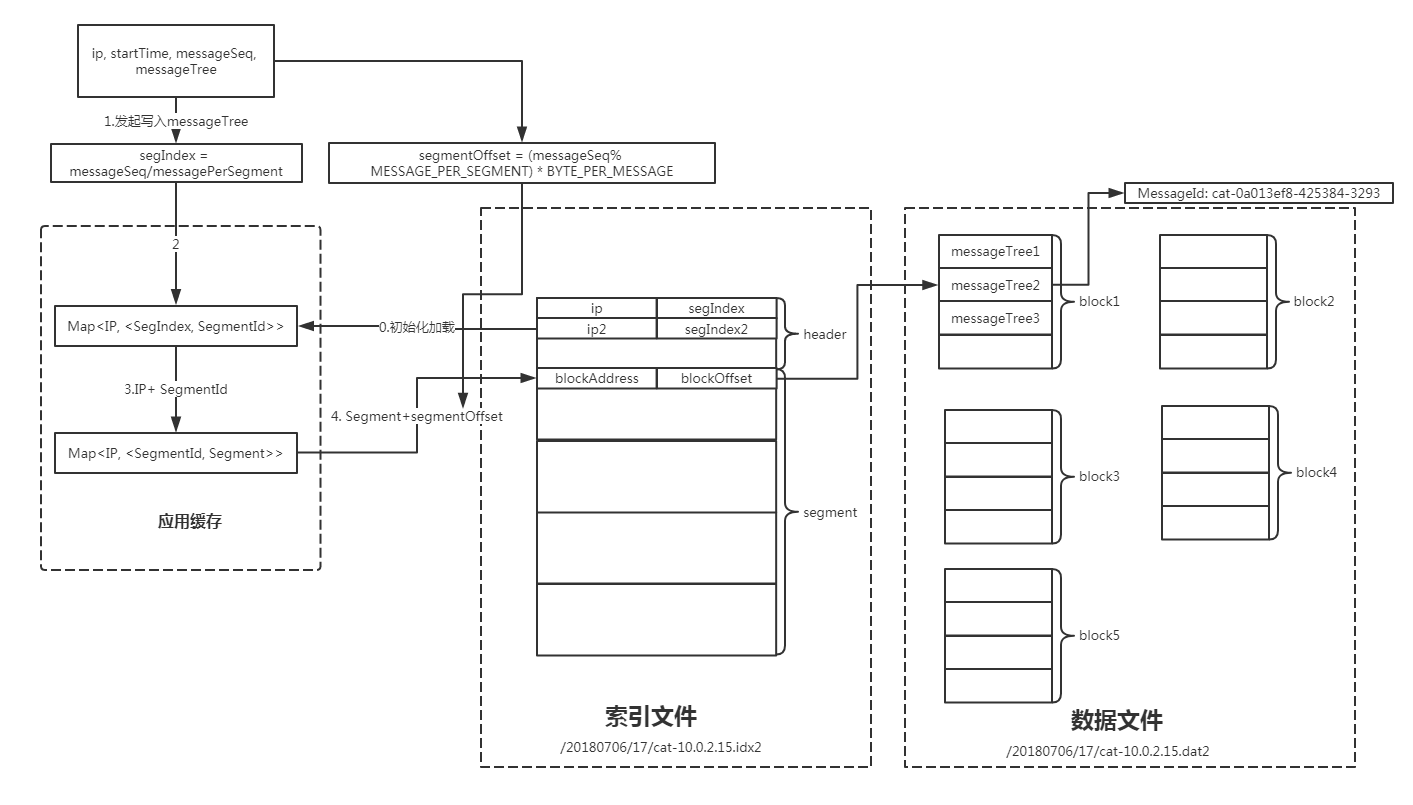 ip, startTime, messageSeq,
messageTree
1.发起写入messageTree
segIndex =
messageSeq/messagePerSegment
segmentOffset = (messageSeq%
MESSAGE_PER_SEGMENT) * BYTE_PER_MESSAGE
2
Map<IP, <SegIndex, SegmentId>>
0.初始化加载
3.IP+ SegmentId
Map<IP, <SegmentId, Segment>>
应用缓存
4. Segment+segmentOffset
ip
segIndex
ip2
segIndex2
header
blockAddress
blockOffset
segment
索引文件
/20180706/17/cat-10.0.2.15.idx2
MessageId: cat-0a013ef8-425384-3293
messageTree1
messageTree2
messageTree3
block1
block2
block3
block4
block5
数据文件
/20180706/17/cat-10.0.2.15.dat2